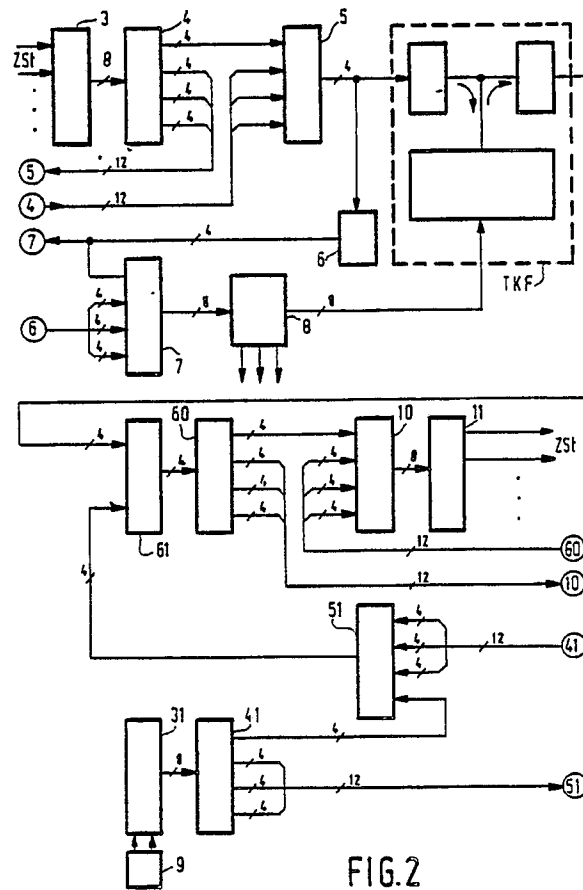 3 4 5
ZSt 8 4 4 4 4 4
5 12
4 12
7 4 6 TKF
6 4 4 4 7 8 8 8
60 10 11
4 4 4 4 4 4 4 4 4 8 ZSt
61 12 60
12 10
4 51 4 4 4 12 41
31 41 4
8 4 4 4 12 51
9
FIG.2